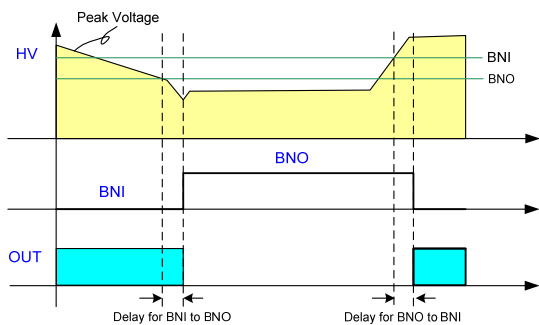 Peak Voltage
HV
BNI
BNO
BNO
BNI
OUT
Delay for BNI to BNO
Delay for BNO to BNI